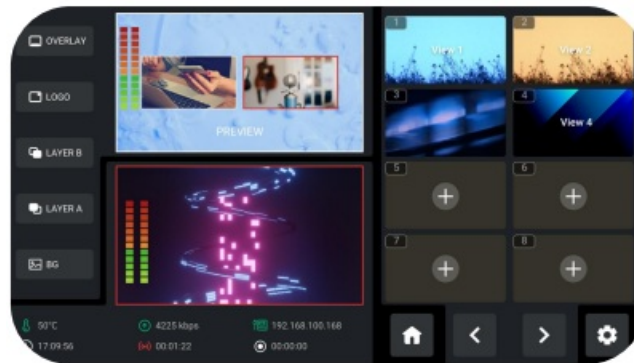 OVERLAY
LOGO
LAYER B
LAYER A
BG
PREVIEW
50°C
4225 kbps
192.168.100.168
17:09:56
00:01:22
00:00:00
1
View 1
2
View 2
3
4
View 4
5
6
7
8